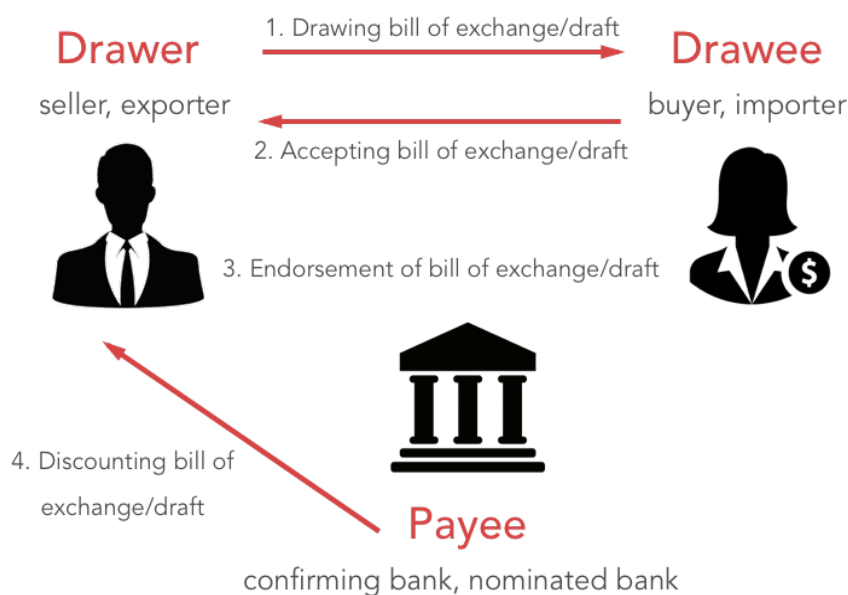 1. Drawing bill of exchange/draft
Drawer
Drawee
seller, exporter
buyer, importer
2. Accepting bill of exchange/draft
3. Endorsement of bill of exchange/draft
$
4. Discounting bill of
exchange/draft
Payee
confirming bank, nominated bank